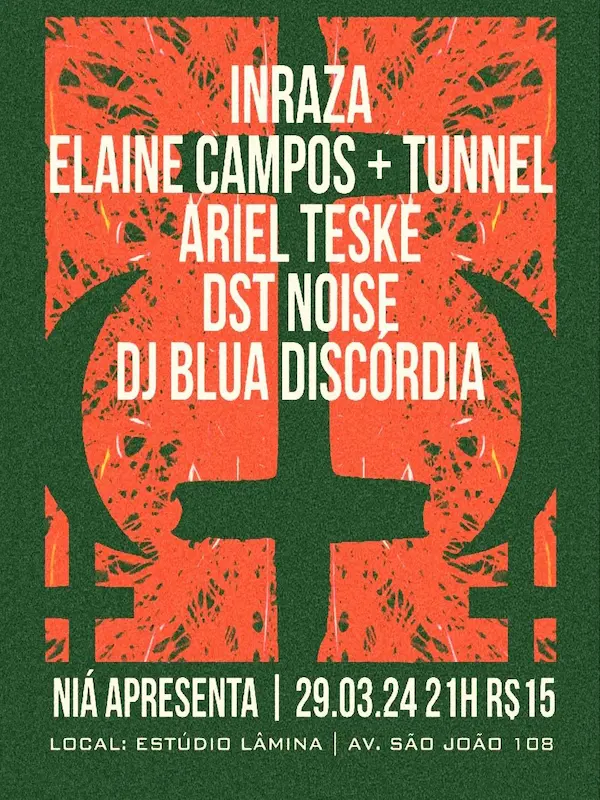 INRAZA
ELAINE CAMPOS + TUNNEL
ARIEL TESKE
DST NOISE
DJ BLUA DISCÓRDIA
NIÁ APRESENTA | 29.03.24 21H R$15
LOCAL: ESTÚDIO LÂMINA | AV. SÃO JOÃO 108